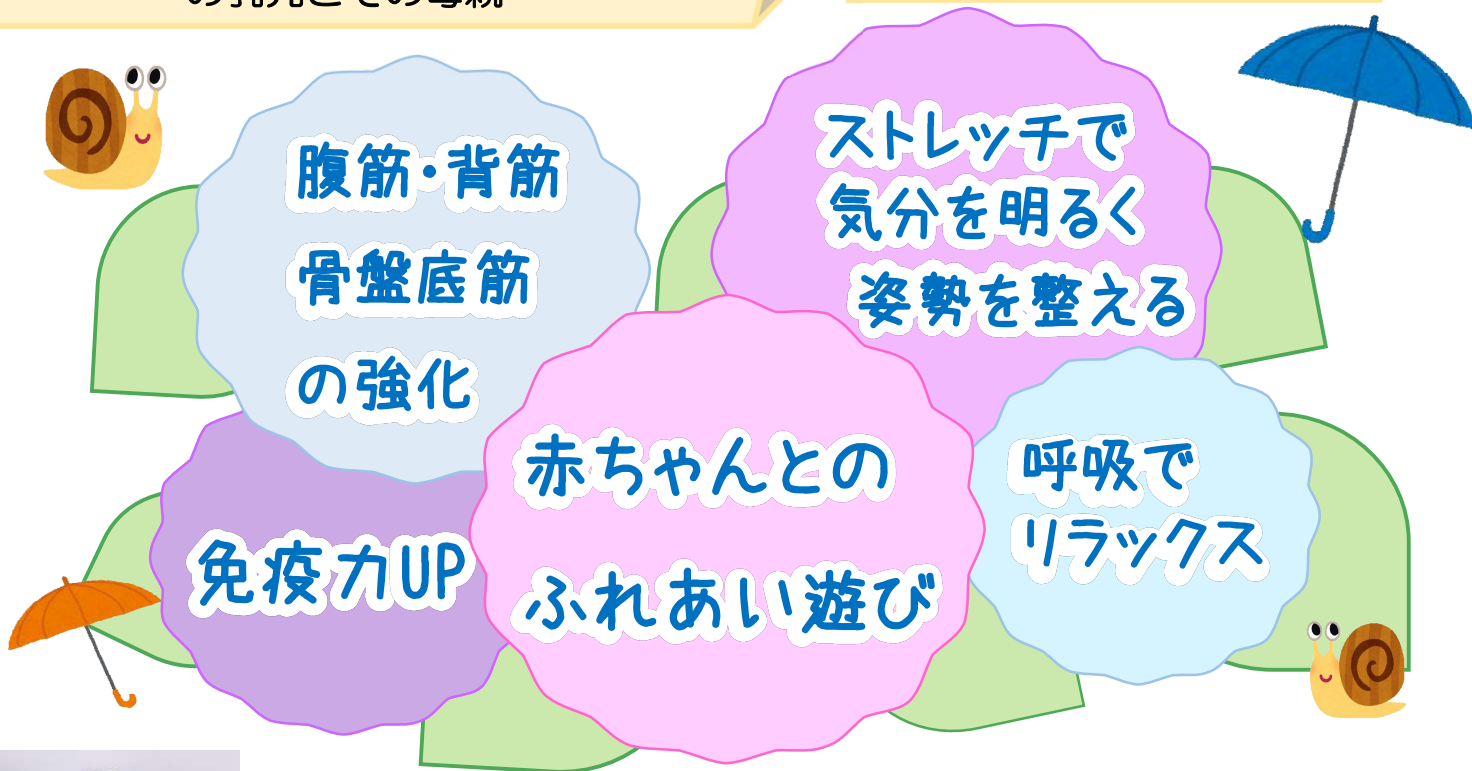 腹筋・背筋
骨盤底筋
の強化
ストレッチで
気分を明るく
姿勢を整える
免疫力UP
赤ちゃんとの
ふれあい遊び
呼吸で
リラックス